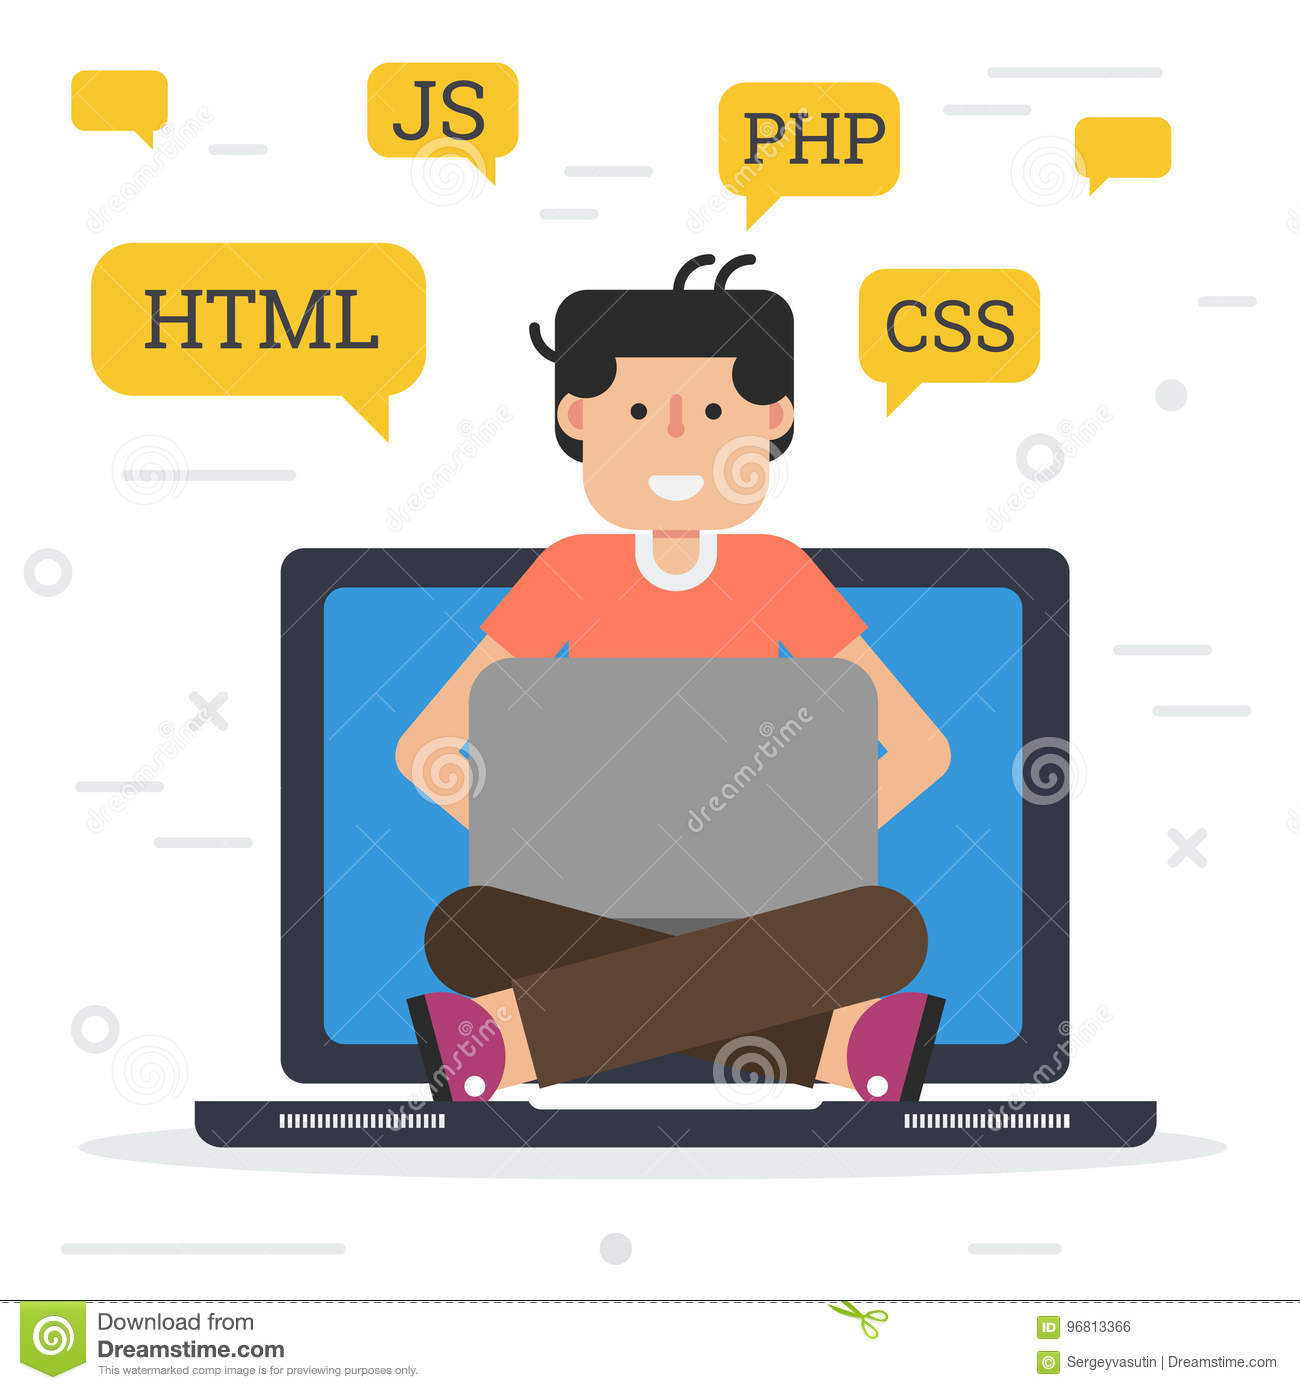 JS
PHP
HTML
CSS
dreamstime
Download from
Dreamstime.com
This watermarked comp image is for previewing purposes only.
ID 96813366
© Sergeyvasutin | Dreamstime.com